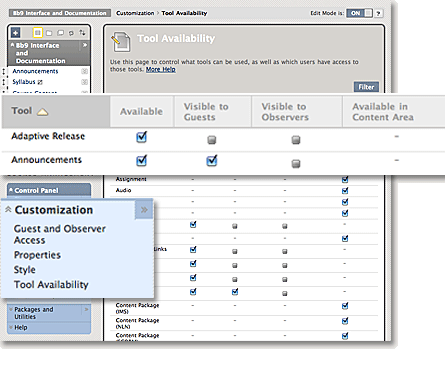 Bb9 Interface and Documentation Customization > Tool Availability Edit Mode is: ON ?
Bb9 Interface and Documentation
Announcements
Syllabus
Tool Availability
Use this page to control what tools can be used, as well as which users have access to
those tools. More Help
Filter
Tool Available Visible to Guests Visible to Observers Available in Content Area
Adaptive Release -
Announcements -
Assignment - - -
Audio - - -
Control Panel
Customization »
Guest and Observer
Access
Properties
Style
Tool Availability
Links
Content Package
(IMS)
Content Package
(NLN)
Content Package
Packages and
Utilities
Help